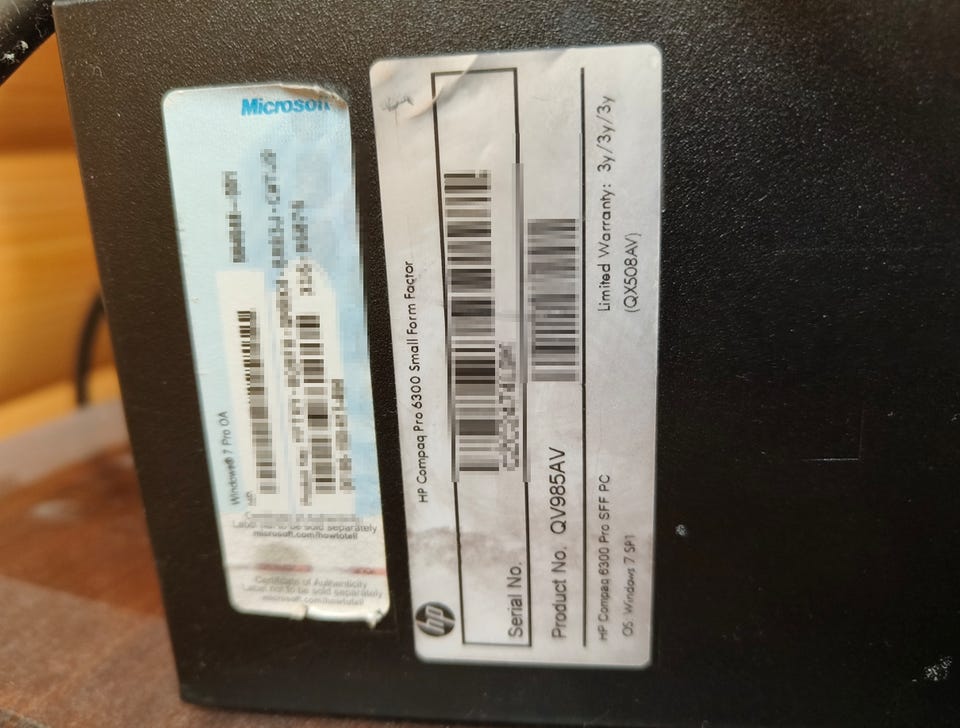 Microsoft
Windows® 7 Pro OA
Label not to be sold separately
microsoft.com/howtotell
Certificate of Authenticity
Label not to be sold separately
microsoft.com/howtotell
HP Compaq Pro 6300 Small Form Factor
hp
Serial No.
Product No. QV985AV
Limited Warranty: 3y/3y/3y
(QX508AV)
HP Compaq 6300 Pro SFF PC
OS: Windows 7 SP1